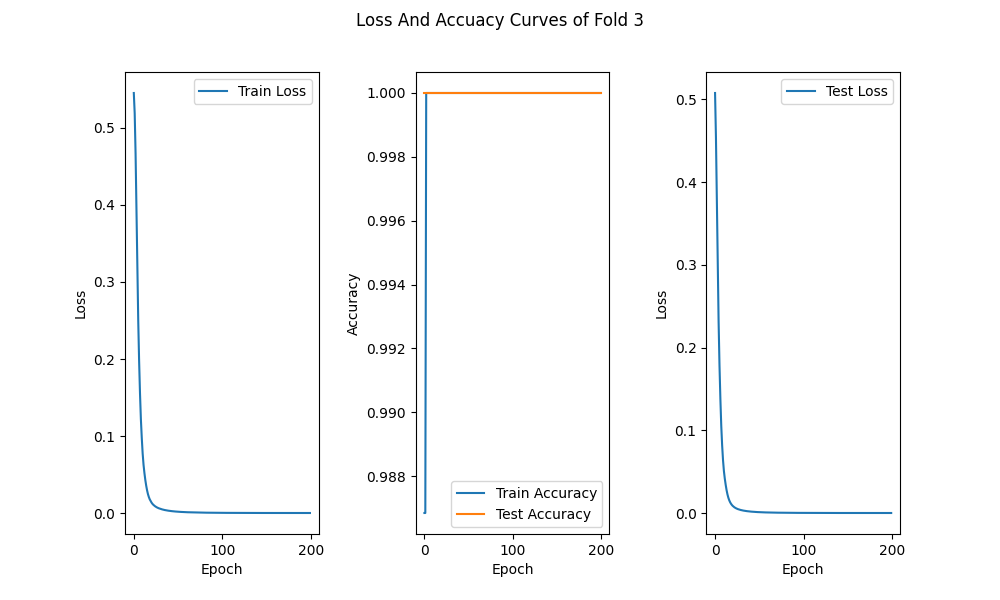 Loss And Accuacy Curves of Fold 3
Train Loss
0.5
0.4
0.3
0.2
0.1
0.0
Loss
0 100 200
Epoch
1.000
0.998
0.996
0.994
0.992
0.990
0.988
Accuracy
Train Accuracy
Test Accuracy
0 100 200
Epoch
Test Loss
0.5
0.4
0.3
0.2
0.1
0.0
Loss
0 100 200
Epoch